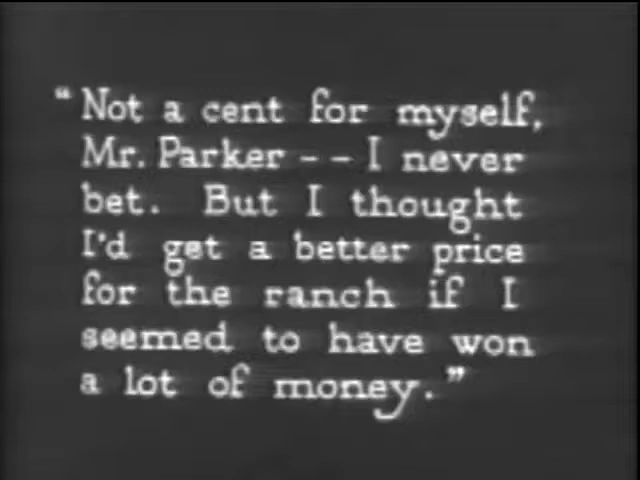 “Not a cent for myself,
Mr. Parker -- I never
bet. But I thought
I'd get a better price
for the ranch if I
seemed to have won
a lot of money.”